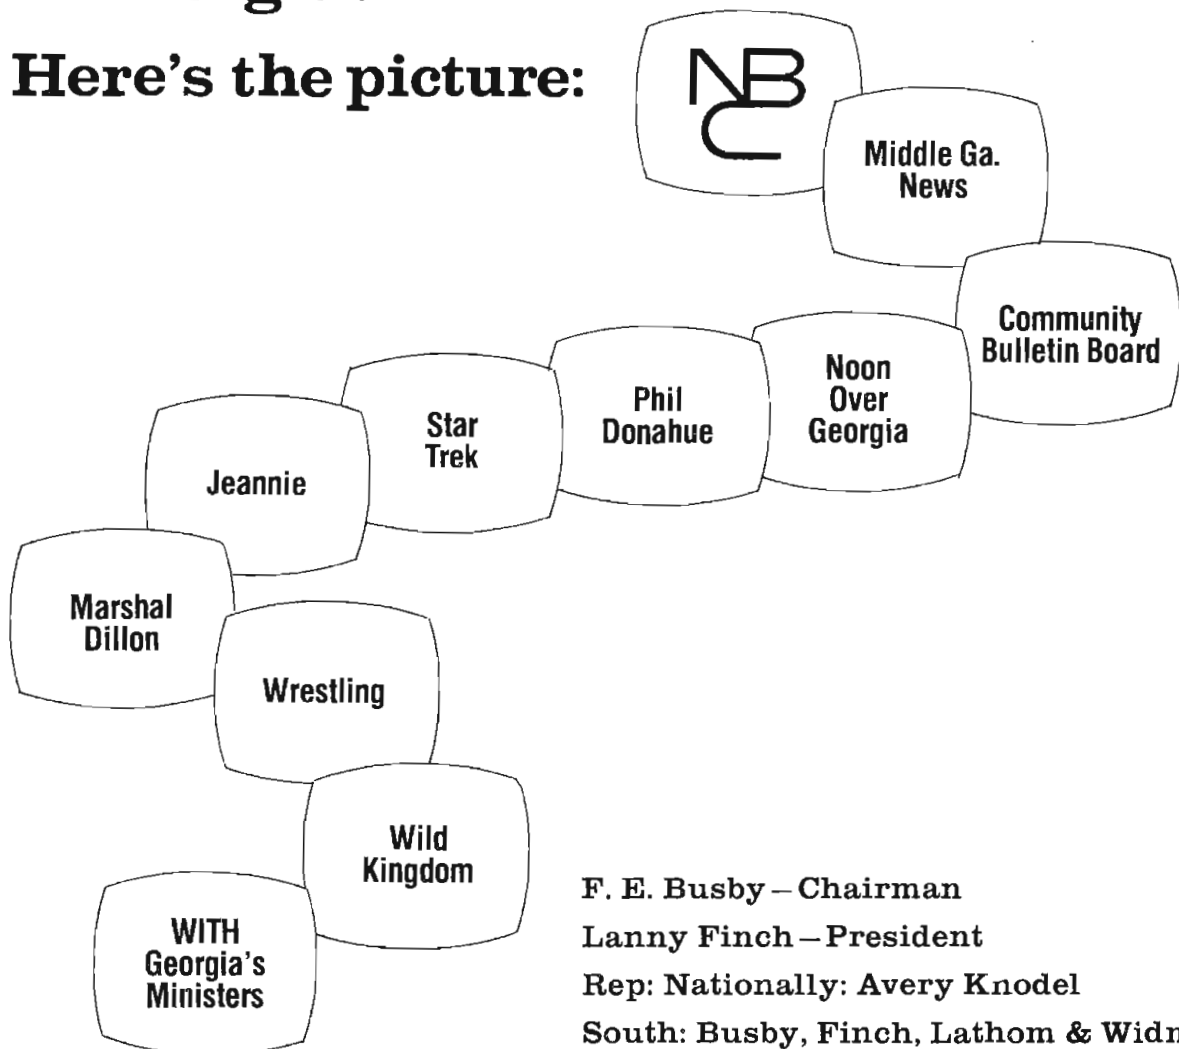 Here's the picture:
NBC
Middle Ga.
News
Community
Bulletin Board
Noon
Over
Georgia
Phil
Donahue
Star
Trek
Jeannie
Marshal
Dillon
Wrestling
Wild
Kingdom
WITH
Georgia's
Ministers
F. E. Busby – Chairman
Lanny Finch – President
Rep: Nationally: Avery Knodel
South: Busby, Finch, Lathom &